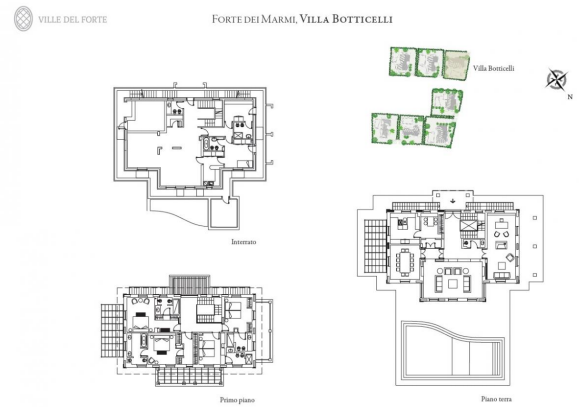 VILLE DEL FORTE
FORTE DEI MARMI, VILLA BOTTICELLI
Villa Botticelli
N
Interrato
Primo piano
Piano terra